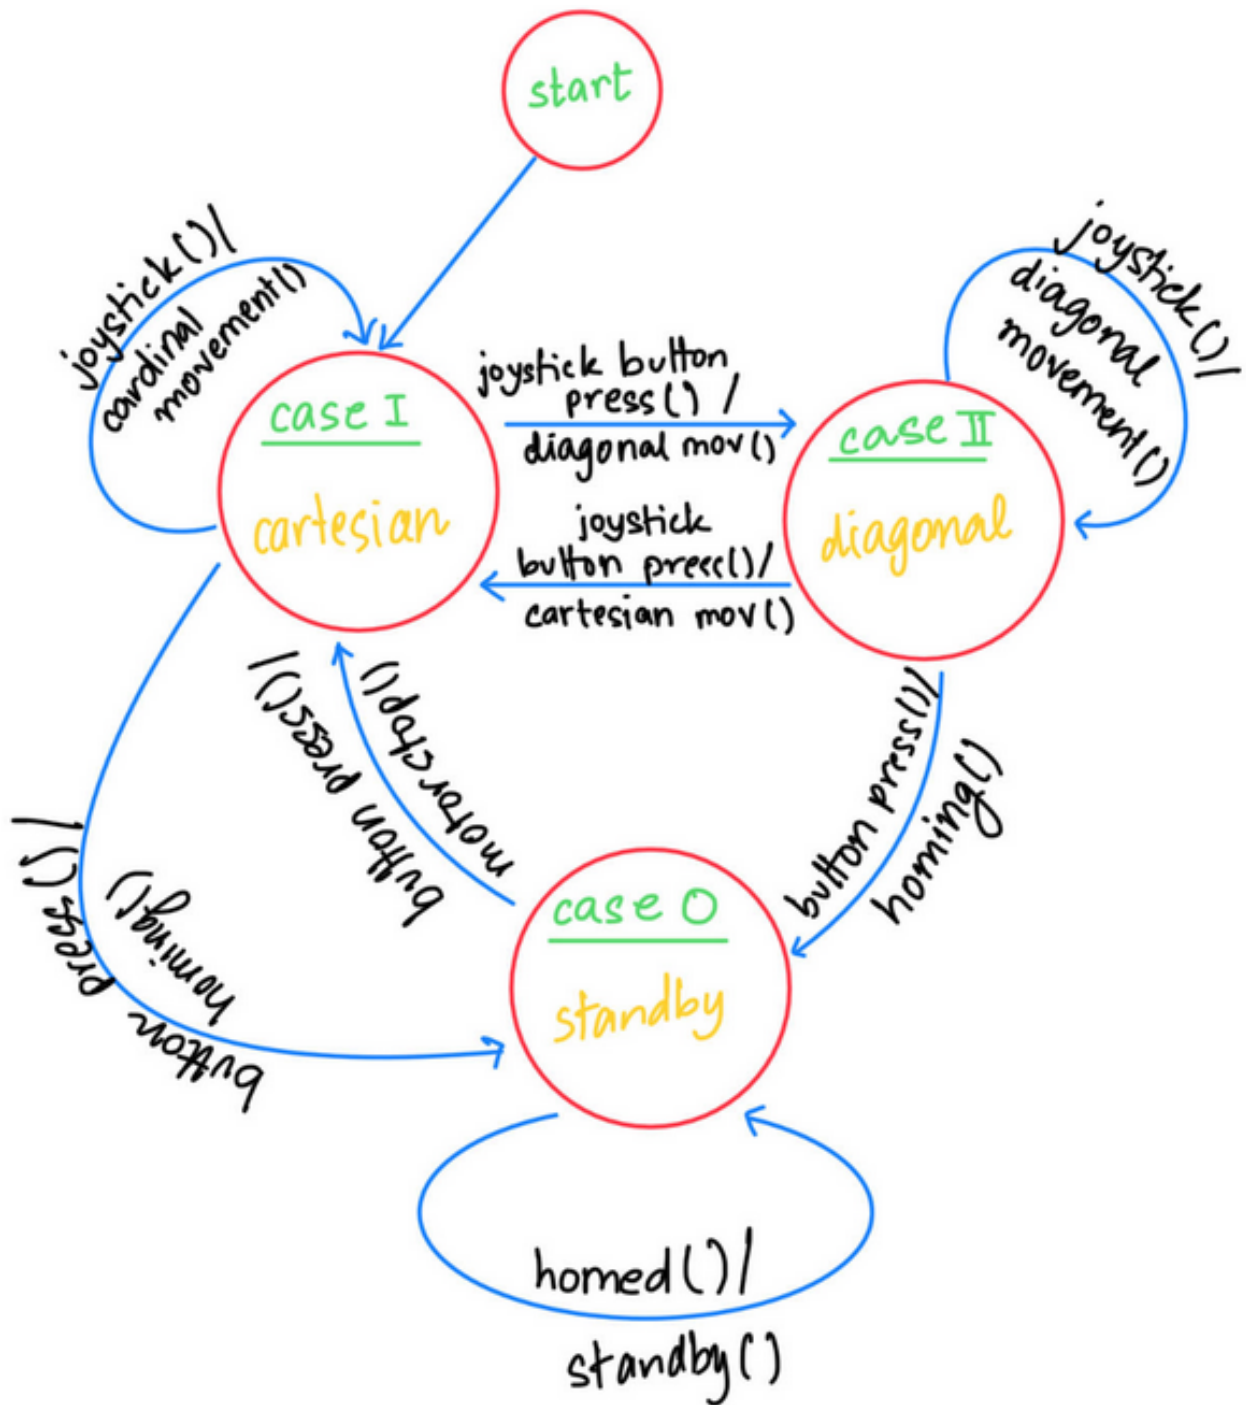 start
joystick()/
cardinal
movement()
joystick()/
diagonal
movement()
case I
cartesian
joystick button
press() /
diagonal mov()
case II
diagonal
joystick
button press()/
cartesian mov()
button press()/
motor stop()
button press()/
homing()
button press()/
homing()
case 0
standby
homed()/
standby()